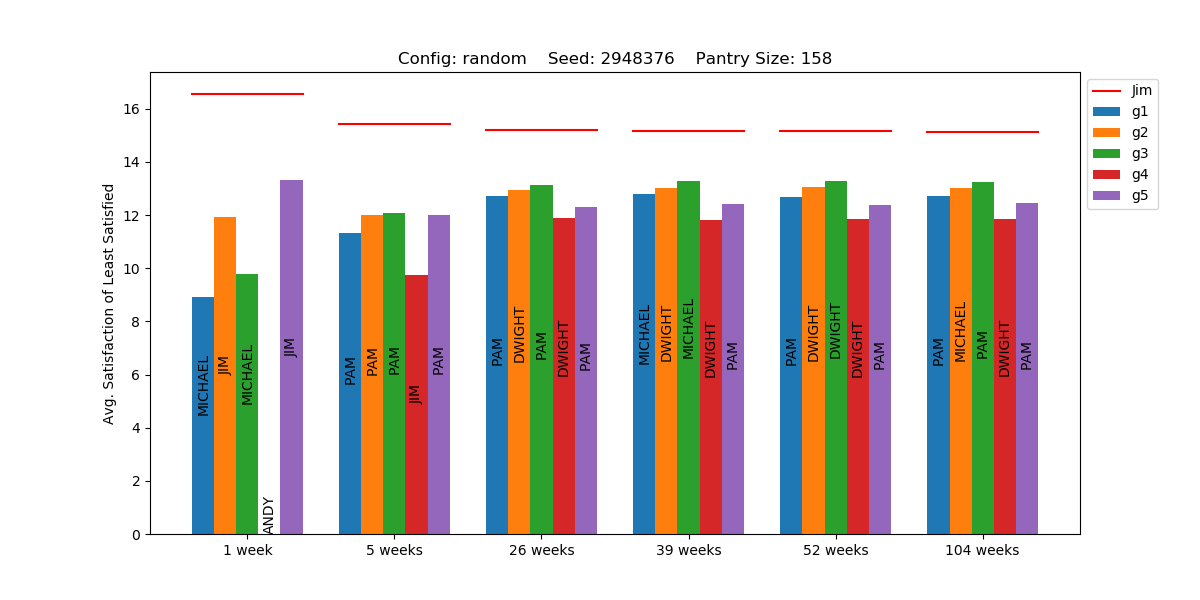 Config: random    Seed: 2948376    Pantry Size: 158
Avg. Satisfaction of Least Satisfied
16
14
12
10
8
6
4
2
0
MICHAEL
JIM
MICHAEL
ANDY
JIM
PAM
PAM
PAM
JIM
PAM
PAM
DWIGHT
PAM
DWIGHT
PAM
MICHAEL
DWIGHT
MICHAEL
DWIGHT
PAM
PAM
DWIGHT
DWIGHT
DWIGHT
PAM
PAM
MICHAEL
PAM
DWIGHT
PAM
1 week
5 weeks
26 weeks
39 weeks
52 weeks
104 weeks
Jim
g1
g2
g3
g4
g5